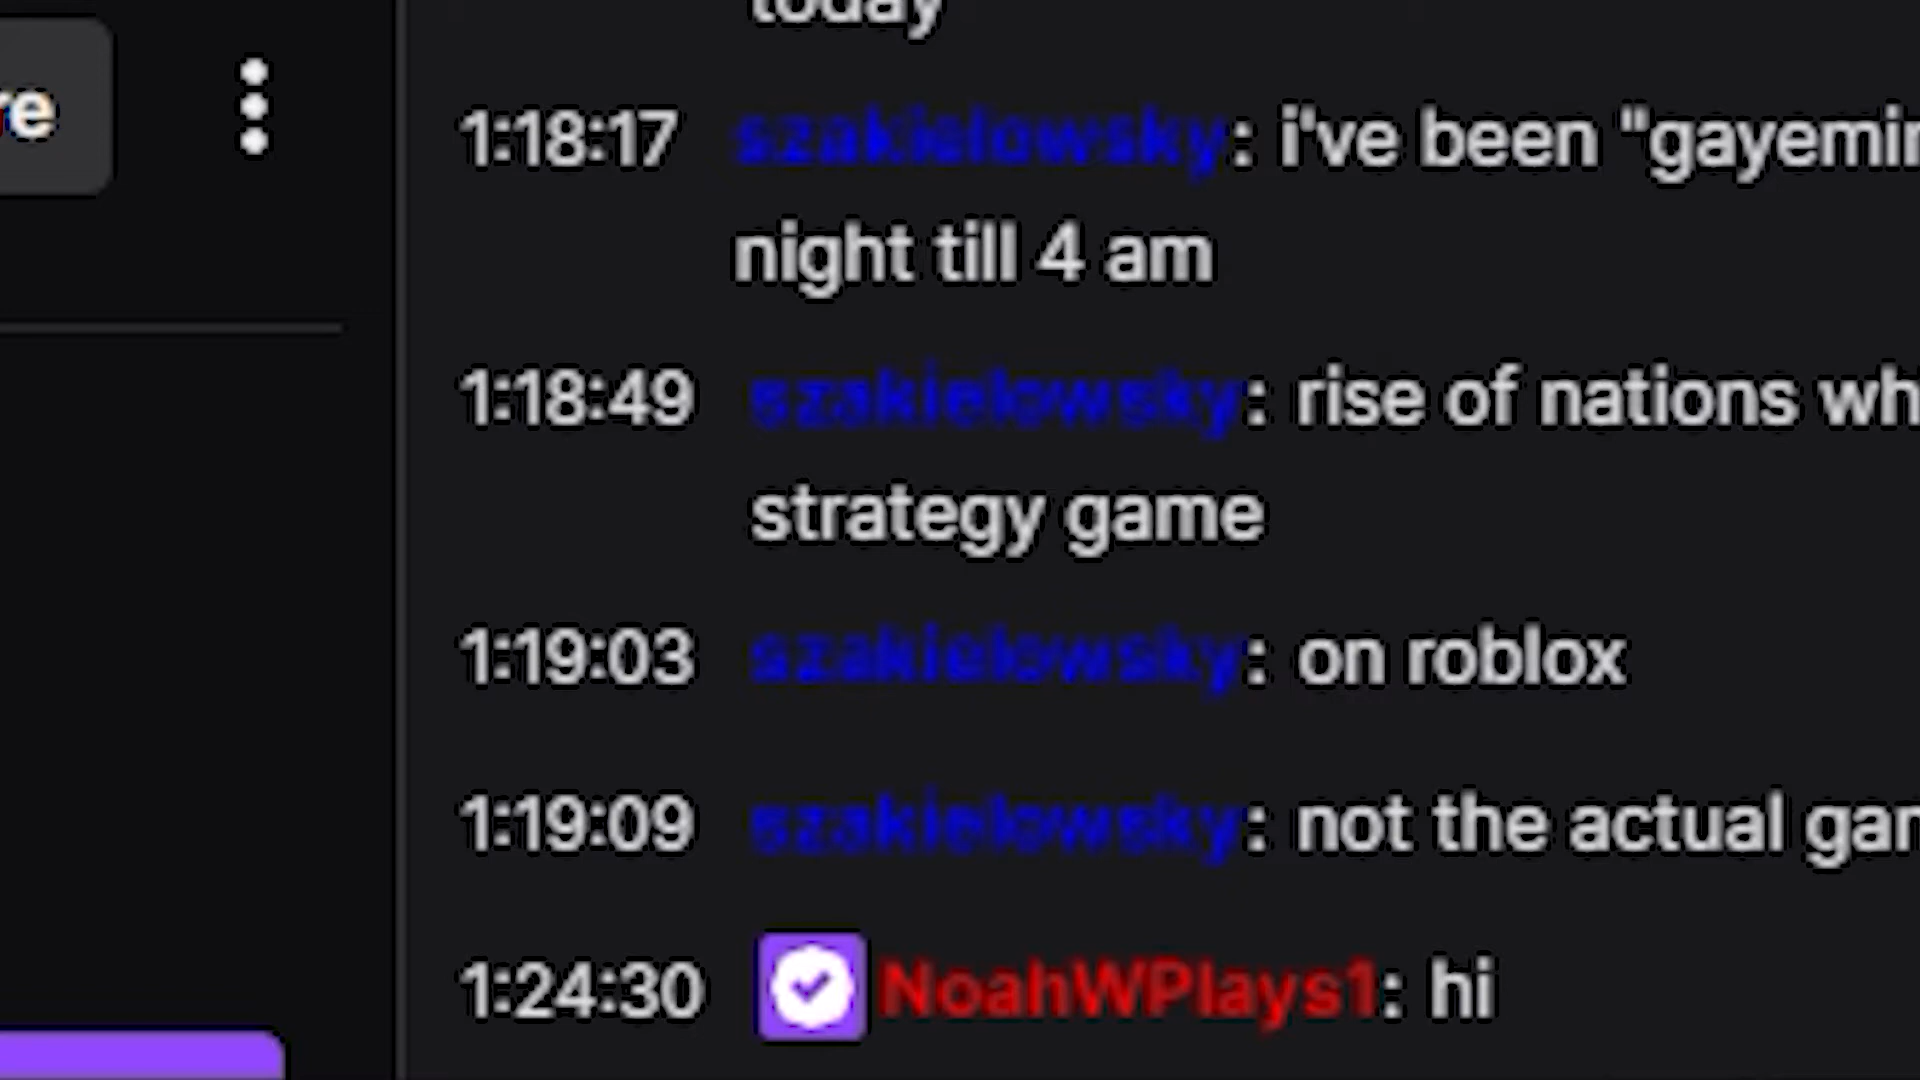 today
re
1:18:17 szakielowsky: i've been "gayemin
night till 4 am
1:18:49 szakielowsky: rise of nations wh
strategy game
1:19:03 szakielowsky: on roblox
1:19:09 szakielowsky: not the actual gam
1:24:30 NoahWPlays1: hi